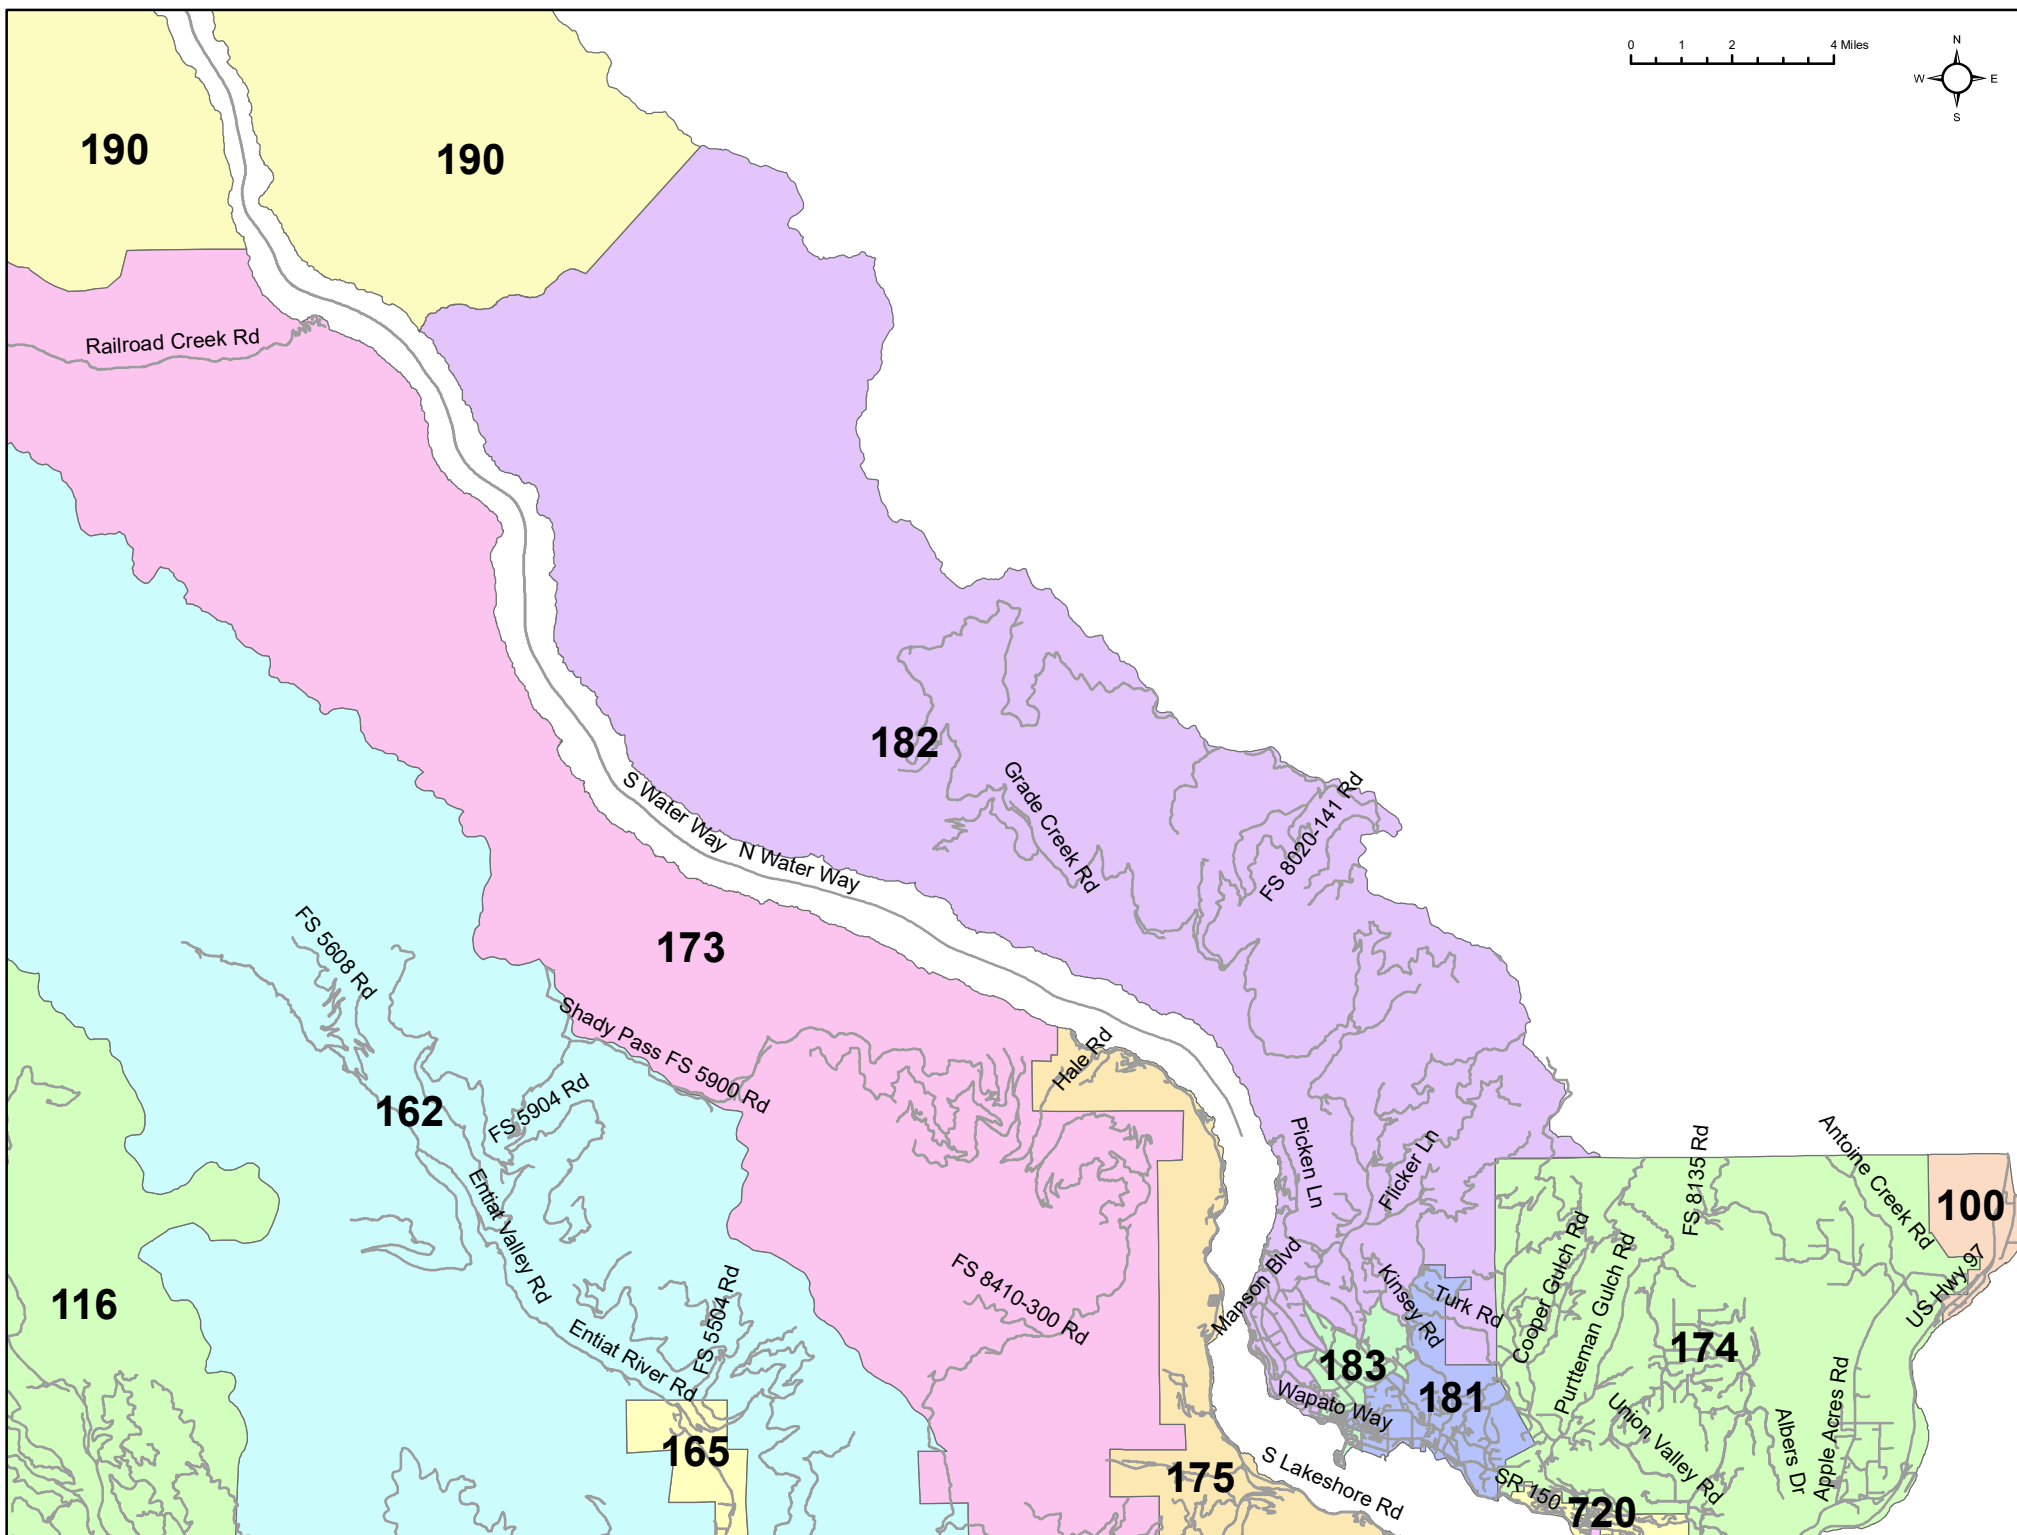 0 1 2 4 Miles
N
W E
S
190
190
Railroad Creek Rd
182
Grade Creek Rd
FS 8020-141 Rd
S Water Way
N Water Way
173
FS 5608 Rd
Shady Pass FS 5900 Rd
Hale Rd
162
FS 5904 Rd
Picken Ln
Flicker Ln
FS 8135 Rd
Antoine Creek Rd
100
Entiat Valley Rd
Cooper Gulch Rd
Purtteman Gulch Rd
US Hwy 97
116
FS 5504 Rd
FS 8410-300 Rd
Manson Blvd
Kinsey Rd
Turk Rd
174
Entiat River Rd
183
181
Wapato Way
Union Valley Rd
Albers Dr
Apple Acres Rd
165
175
S Lakeshore Rd
SR 150
720